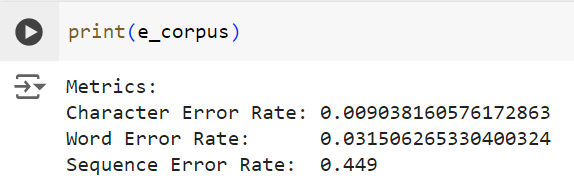 print(e_corpus)
Metrics:
Character Error Rate: 0.009038160576172863
Word Error Rate:      0.031506265330400324
Sequence Error Rate:  0.449